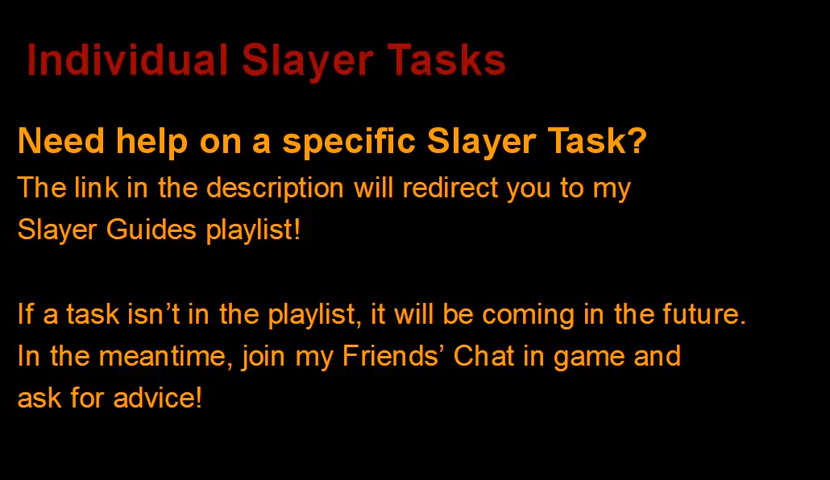 Individual Slayer Tasks
Need help on a specific Slayer Task?
The link in the description will redirect you to my
Slayer Guides playlist!
If a task isn’t in the playlist, it will be coming in the future.
In the meantime, join my Friends’ Chat in game and
ask for advice!